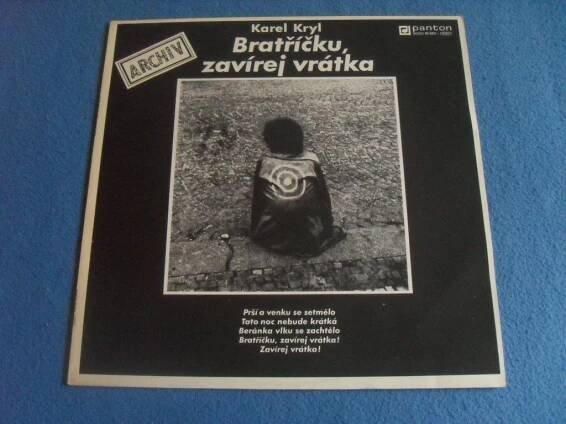 Karel Kryl
Bratříčku,
zavírej vrátka
ARCHIV
panton
Prší a venku se setmělo
Tato noc nebude krátká
Beránka vlku se zachtělo
Bratříčku, zavírej vrátka!
Zavírej vrátka!